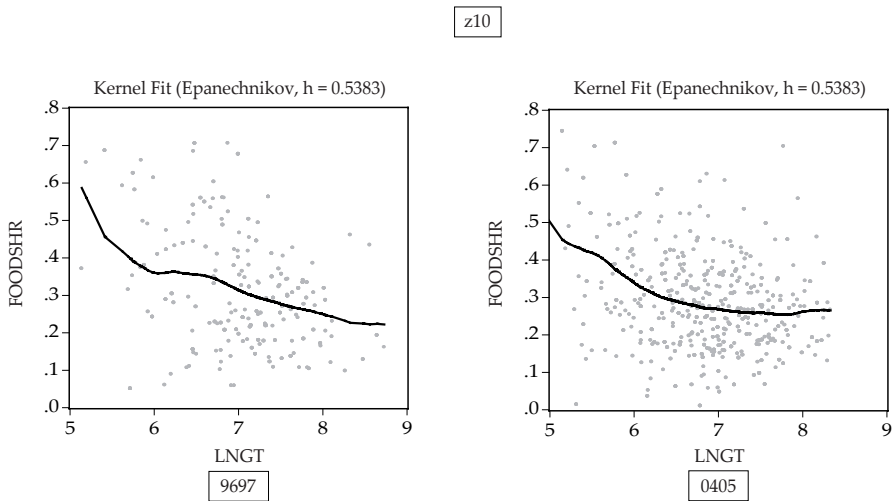 z10
Kernel Fit (Epanechnikov, h = 0.5383)
.8
.7
.6
.5
.4
.3
.2
.1
.0
FOODSHR
5 6 7 8 9
LNGT
9697
Kernel Fit (Epanechnikov, h = 0.5383)
.8
.7
.6
.5
.4
.3
.2
.1
.0
FOODSHR
5 6 7 8 9
LNGT
0405